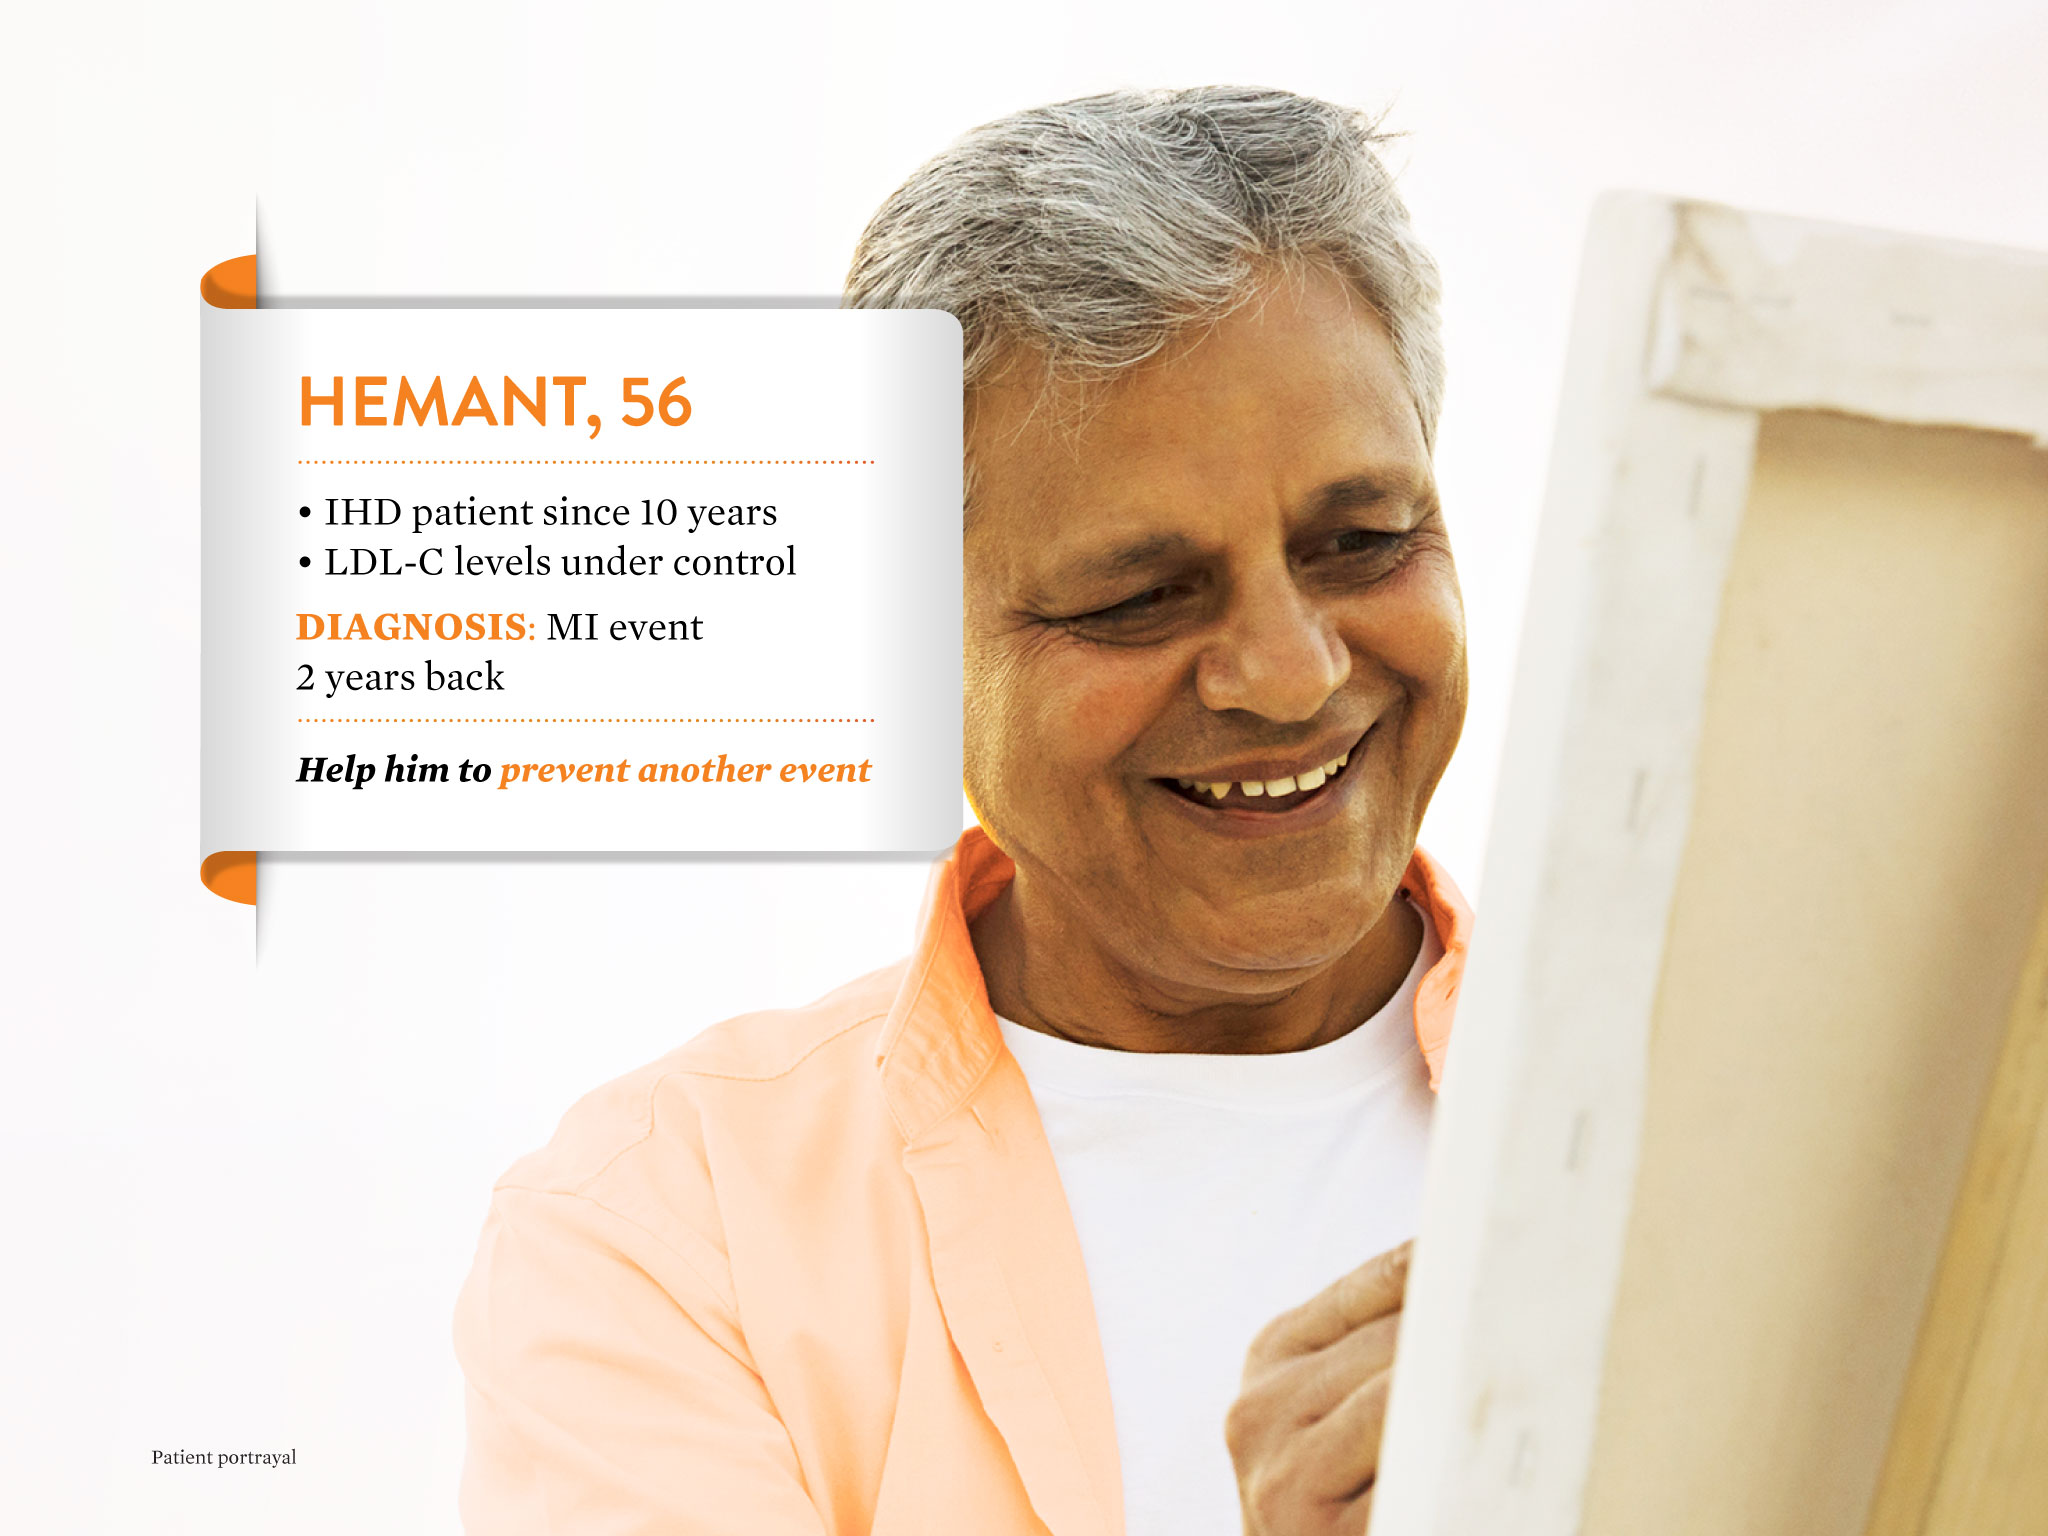 HEMANT, 56
• IHD patient since 10 years
• LDL-C levels under control
DIAGNOSIS: MI event
2 years back
Help him to prevent another event
Patient portrayal